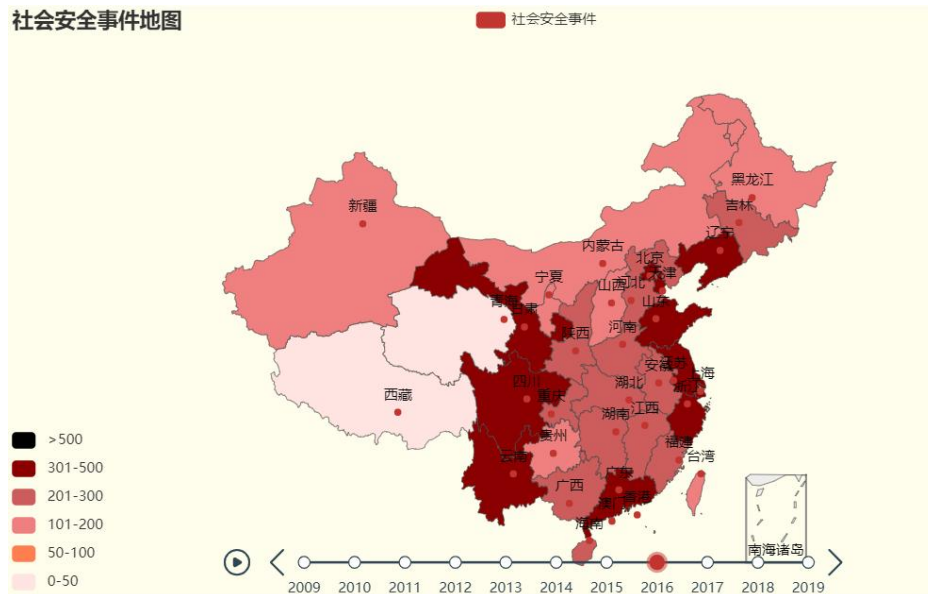 社会安全事件地图
社会安全事件
黑龙江
吉林
新疆
辽宁
内蒙古
北京
天津
宁夏
山西
河北
青海
甘肃
山东
陕西
河南
安徽
江苏
上海
四川
重庆
湖北
浙江
西藏
湖南
江西
贵州
福建
云南
台湾
广西
广东
香港
澳门
海南
南海诸岛
>500
301-500
201-300
101-200
50-100
0-50
2009 2010 2011 2012 2013 2014 2015 2016 2017 2018 2019